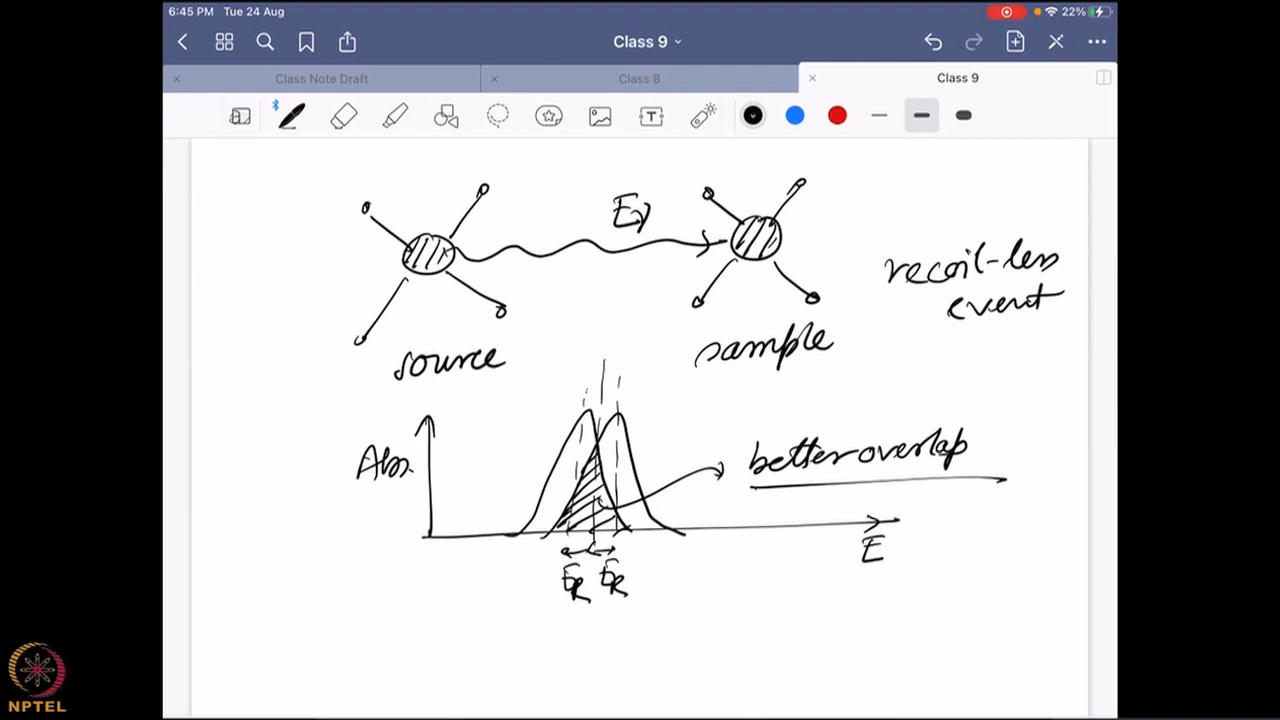 6:45 PM Tue 24 Aug
22%
Class 9
Class Note Draft
Class 8
Class 9
T
Eγ
recoil-less
event
source
sample
Abs.
better overlap
E
ER ER
NPTEL